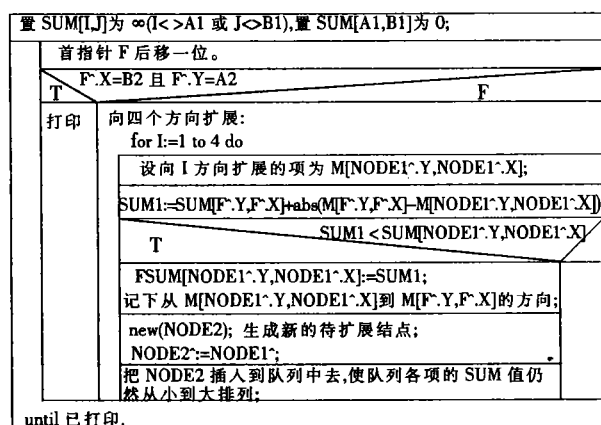 置 SUM[I,J]为 ∞(I< >A1 或 J<>B1),置 SUM[A1,B1]为 0;
首指针 F 后移一位。
F^.X=B2 且 F^.Y=A2
T F
打印 向四个方向扩展:
for I:=1 to 4 do
设向 I 方向扩展的项为 M[NODE1^.Y,NODE1^.X];
SUM1:=SUM[F^.Y,F^.X]+abs(M[F^.Y,F^.X]-M[NODE1^.Y,NODE1^.X])
SUM1 < SUM[NODE1^.Y,NODE1^.X]
T
FSUM[NODE1^.Y,NODE1^.X]:=SUM1;
记下从 M[NODE1^.Y,NODE1^.X]到 M[F^.Y,F^.X]的方向;
new(NODE2); 生成新的待扩展结点;
NODE2^:=NODE1^;
把 NODE2 插入到队列中去,使队列各项的 SUM 值仍
然从小到大排列;
until 已打印.